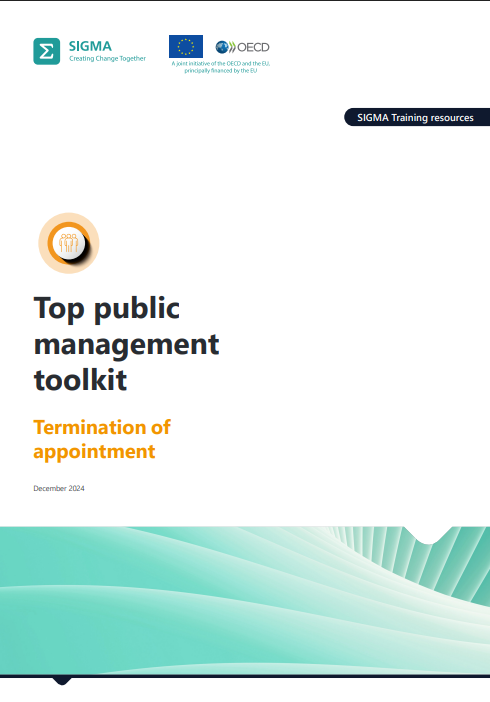 SIGMA
Creating Change Together
OECD
A joint initiative of the OECD and the EU,
principally financed by the EU
SIGMA Training resources
Top public
management
toolkit
Termination of
appointment
December 2024